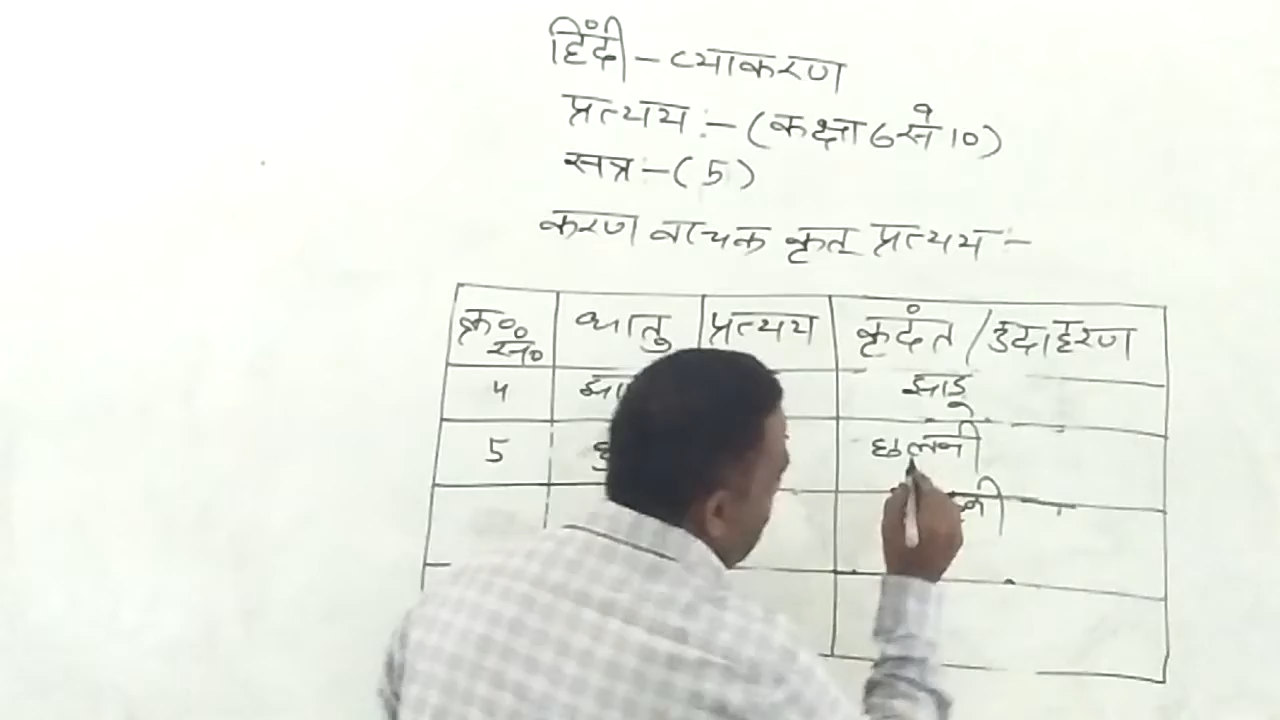 हिंदी - व्याकरण
प्रत्यय :- (कक्षा 6 से 10)
सत्र :- (5)
करण वाचक कृत् प्रत्यय :-
क्र० स० धातु प्रत्यय कृदंत / उदाहरण
4 झाडू
5 छलनी